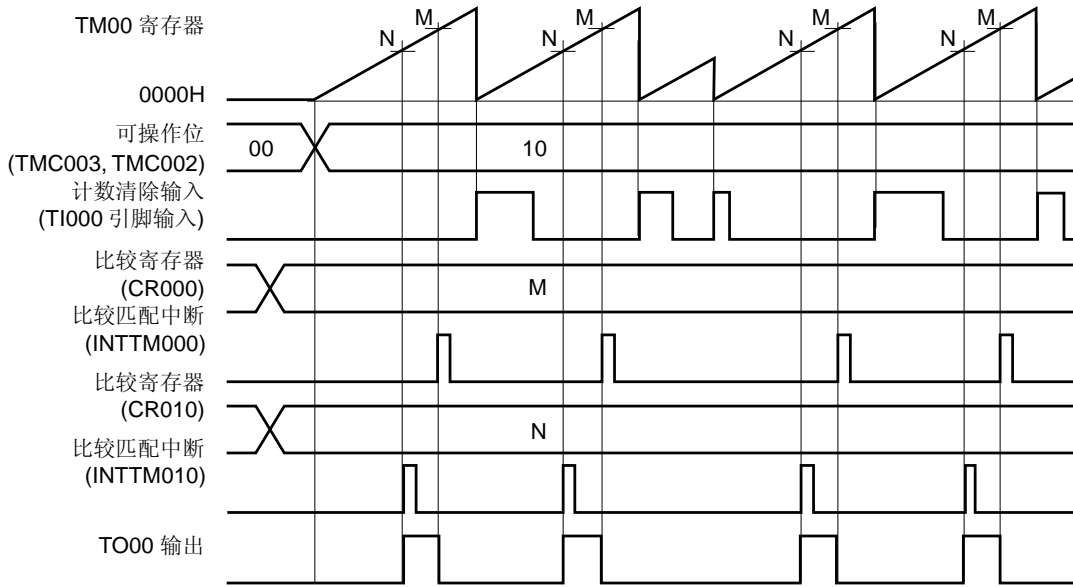 M M M M
TM00 寄存器
N N N N
0000H
可操作位
(TMC003, TMC002)
00 10
计数清除输入
(TI000 引脚输入)
比较寄存器
(CR000)
M
比较匹配中断
(INTTM000)
比较寄存器
(CR010)
N
比较匹配中断
(INTTM010)
TO00 输出